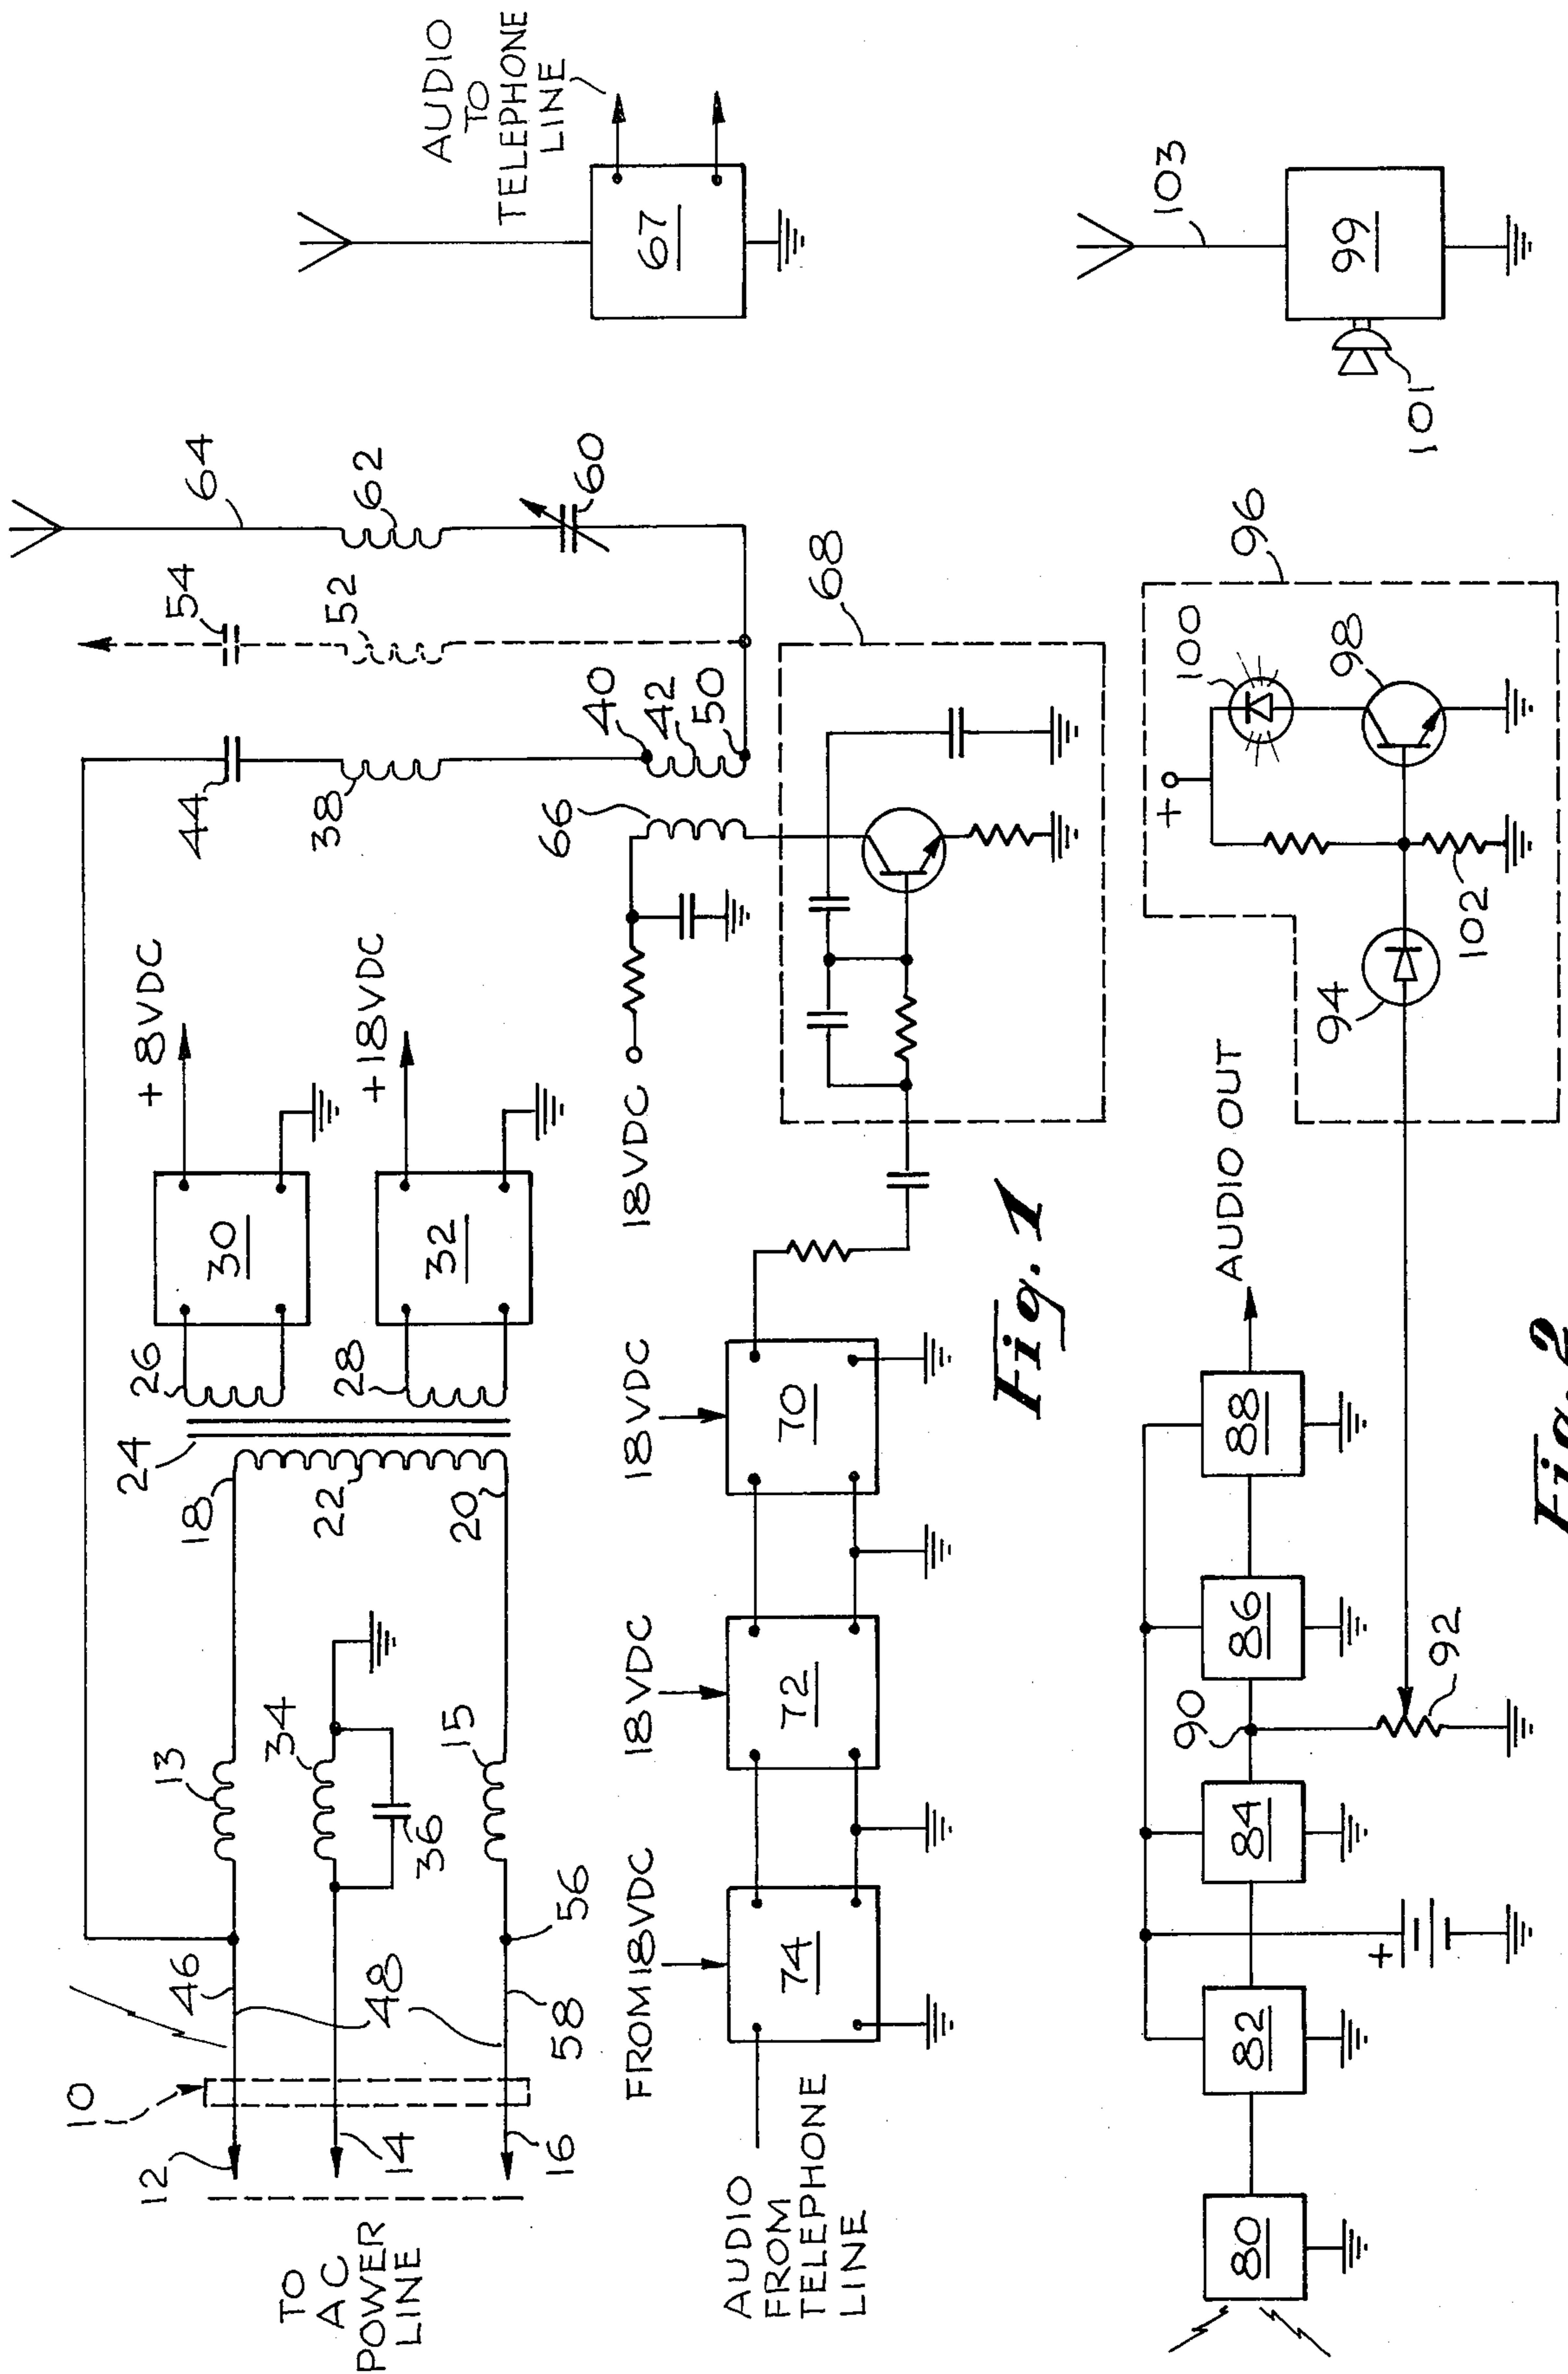 10
12
14
16
TO
AC
POWER
LINE
46
48
56
58
13
34
36
15
18
22
20
24
26
28
30
32
+8VDC
+18VDC
44
38
40
42
50
54
52
64
62
60
66
18VDC
68
67
AUDIO
TO
TELEPHONE
LINE
AUDIO
FROM
TELEPHONE
LINE
FROM 18VDC
74
18VDC
72
18VDC
70
Fig. 1
80
82
+
84
90
86
88
AUDIO OUT
92
94
96
+
100
98
102
99
101
103
Fig. 2